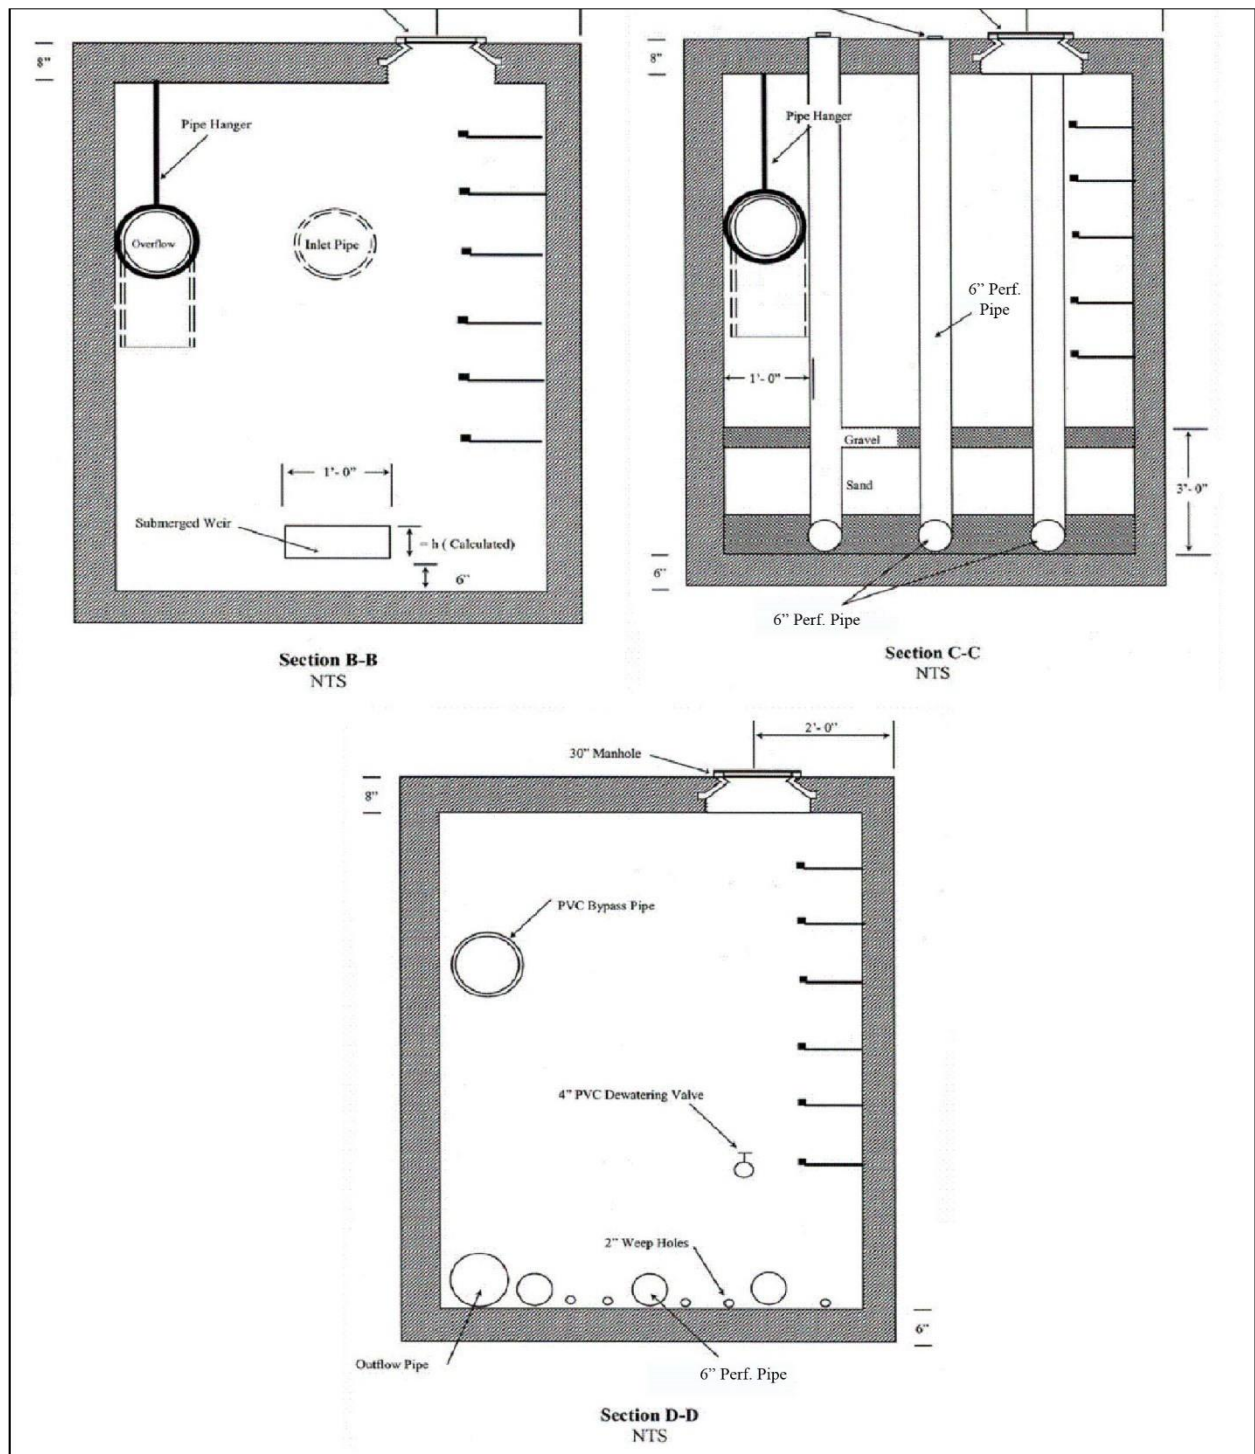 8”
Pipe Hanger
Overflow
Inlet Pipe
1’- 0”
Submerged Weir
= h ( Calculated)
6”
Section B-B
NTS
8”
Pipe Hanger
6” Perf.
Pipe
1’- 0”
Gravel
Sand
3’- 0”
6”
6” Perf. Pipe
Section C-C
NTS
2’- 0”
30” Manhole
8”
PVC Bypass Pipe
4” PVC Dewatering Valve
2” Weep Holes
6”
Outflow Pipe
6” Perf. Pipe
Section D-D
NTS